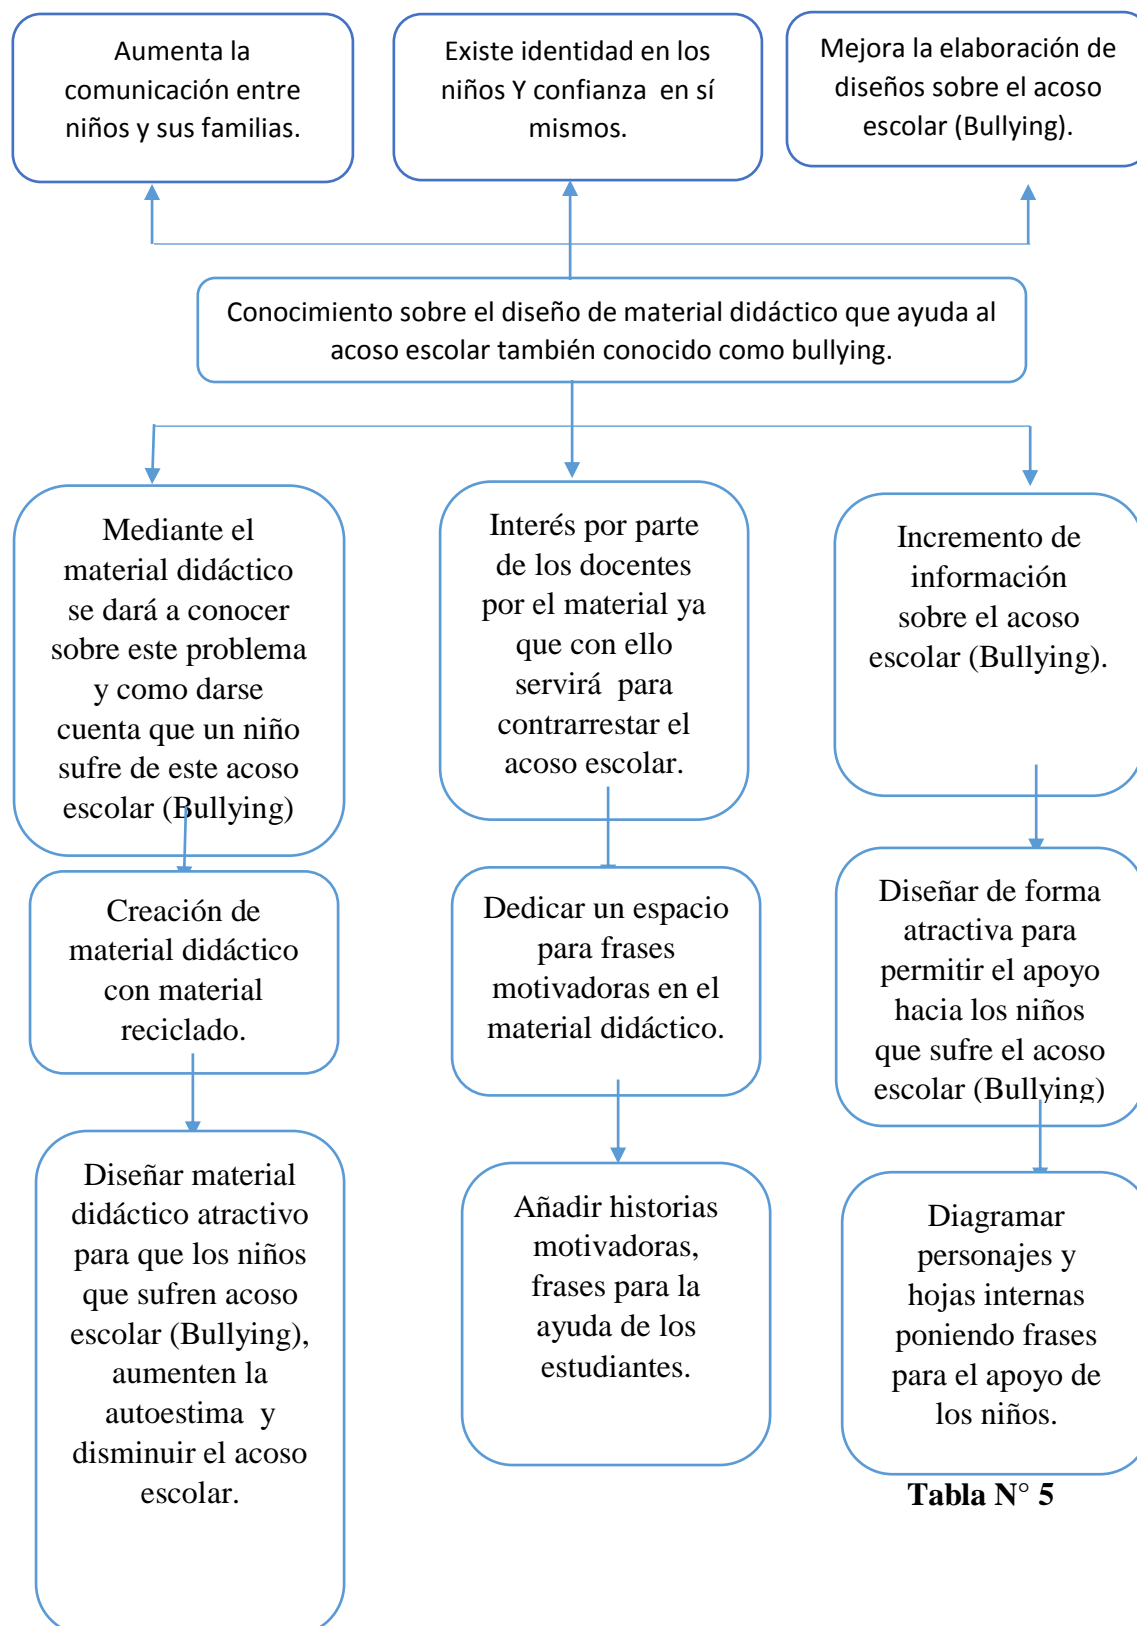 Aumenta la
comunicación entre
niños y sus familias.
Existe identidad en los
niños Y confianza  en sí
mismos.
Mejora la elaboración de
diseños sobre el acoso
escolar (Bullying).
Conocimiento sobre el diseño de material didáctico que ayuda al
acoso escolar también conocido como bullying.
Mediante el
material didáctico
se dará a conocer
sobre este problema
y como darse
cuenta que un niño
sufre de este acoso
escolar (Bullying)
Interés por parte
de los docentes
por el material ya
que con ello
servirá  para
contrarrestar el
acoso escolar.
Incremento de
información
sobre el acoso
escolar (Bullying).
Creación de
material didáctico
con material
reciclado.
Dedicar un espacio
para frases
motivadoras en el
material didáctico.
Diseñar de forma
atractiva para
permitir el apoyo
hacia los niños
que sufre el acoso
escolar (Bullying)
Diseñar material
didáctico atractivo
para que los niños
que sufren acoso
escolar (Bullying),
aumenten la
autoestima  y
disminuir el acoso
escolar.
Añadir historias
motivadoras,
frases para la
ayuda de los
estudiantes.
Diagramar
personajes y
hojas internas
poniendo frases
para el apoyo de
los niños.
Tabla N° 5